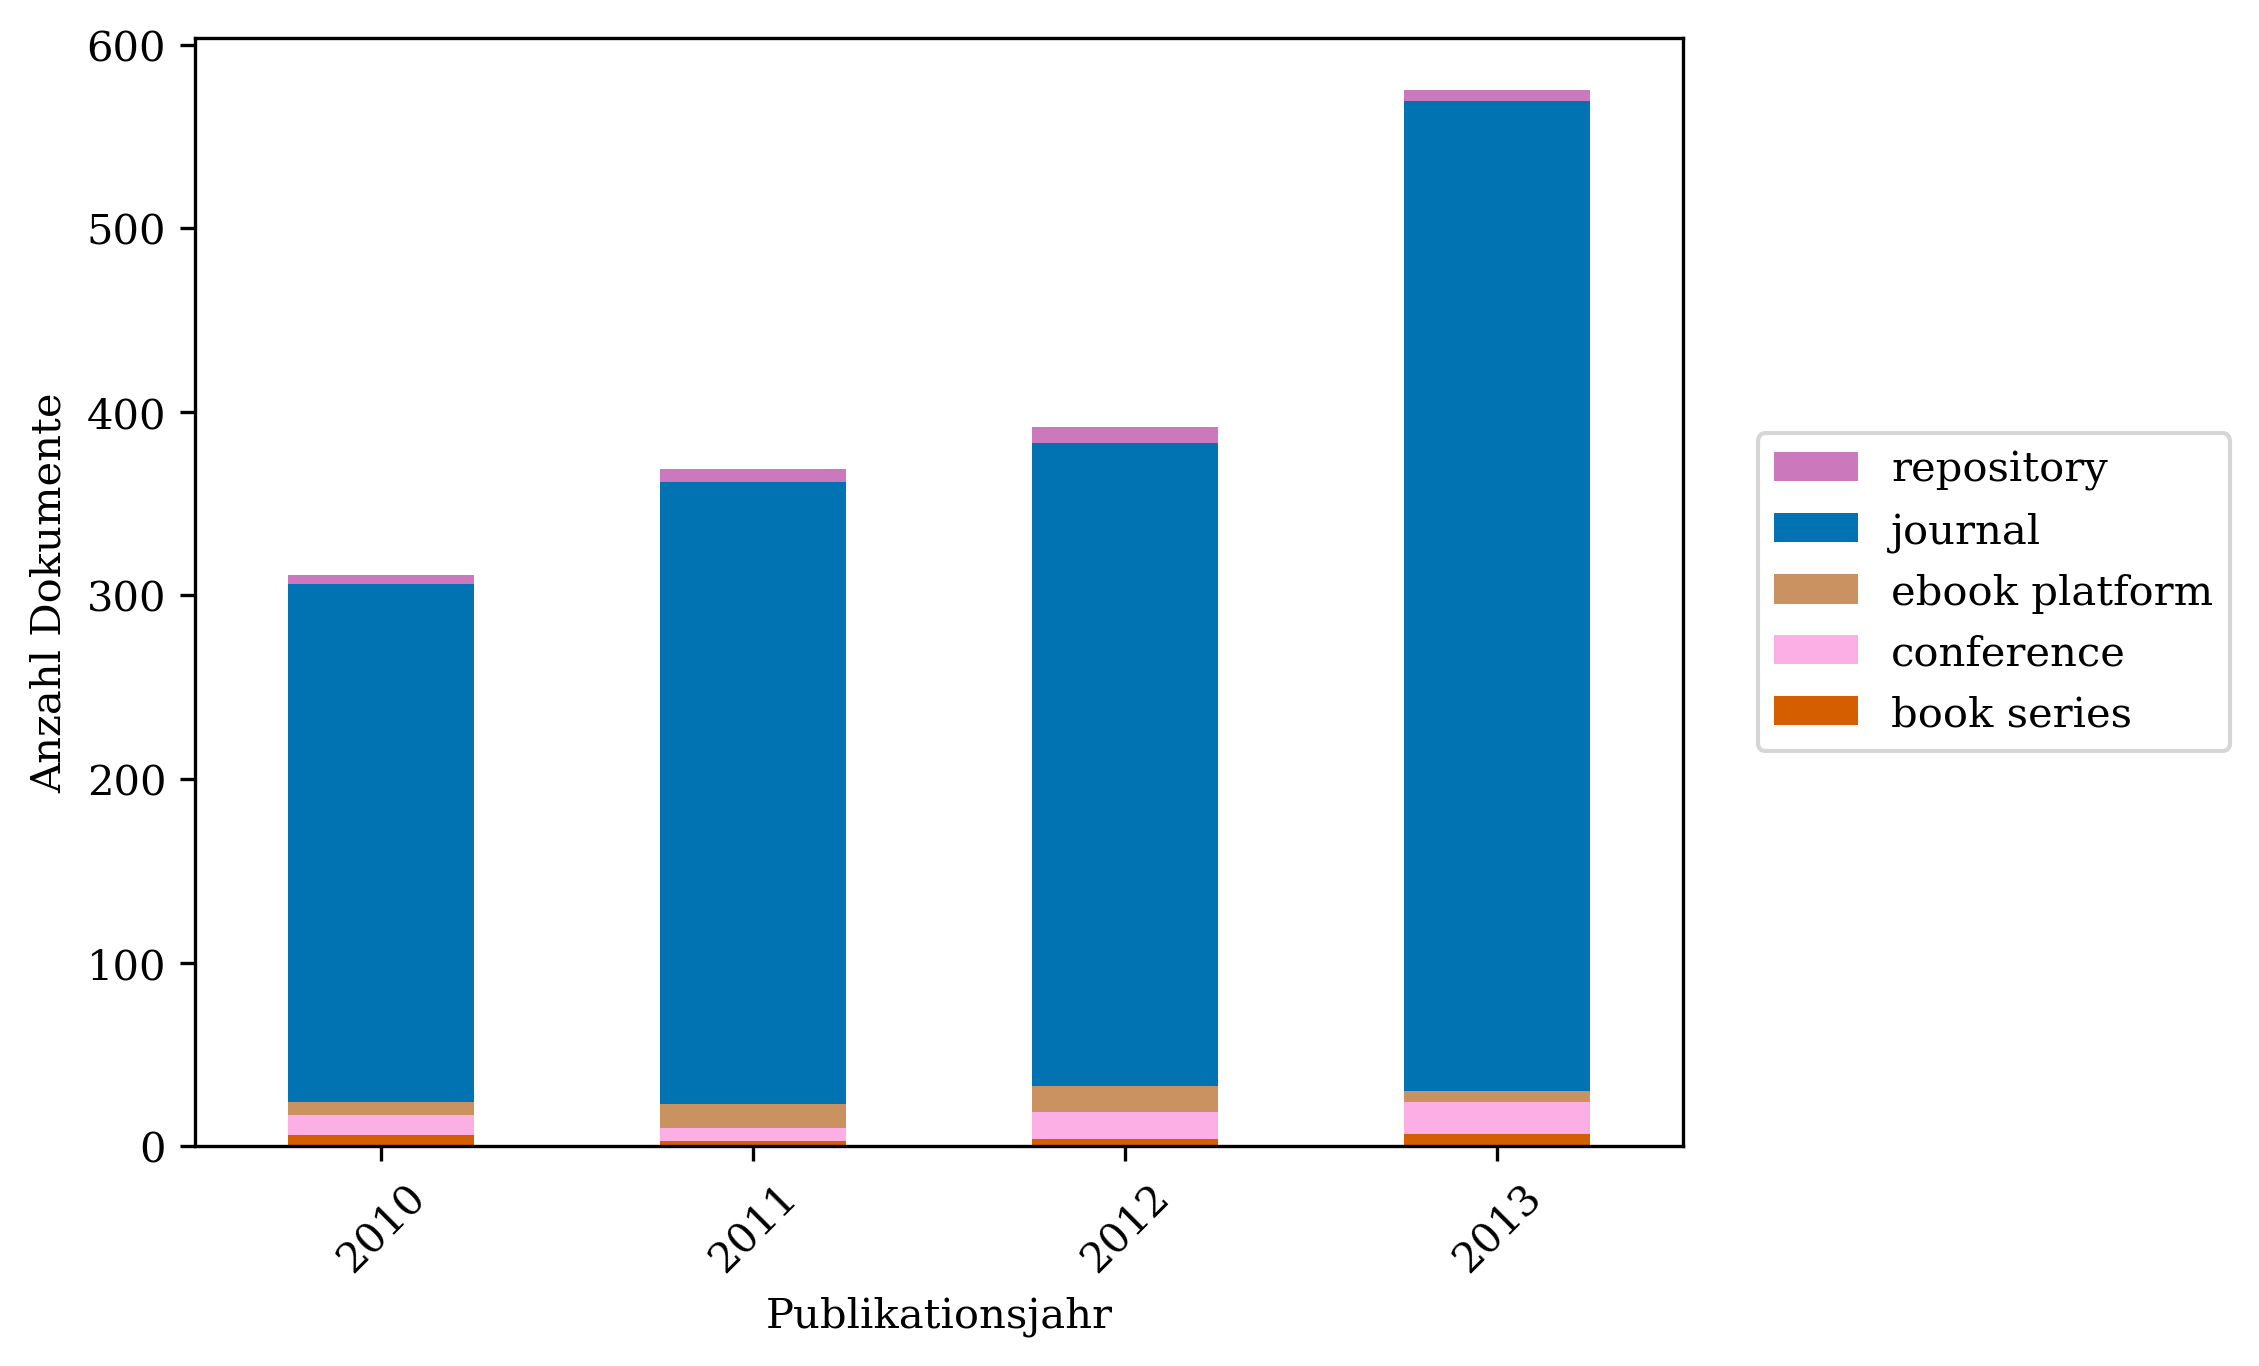 600
500
400
300
200
100
0
Anzahl Dokumente
2010
2011
2012
2013
Publikationsjahr
repository
journal
ebook platform
conference
book series